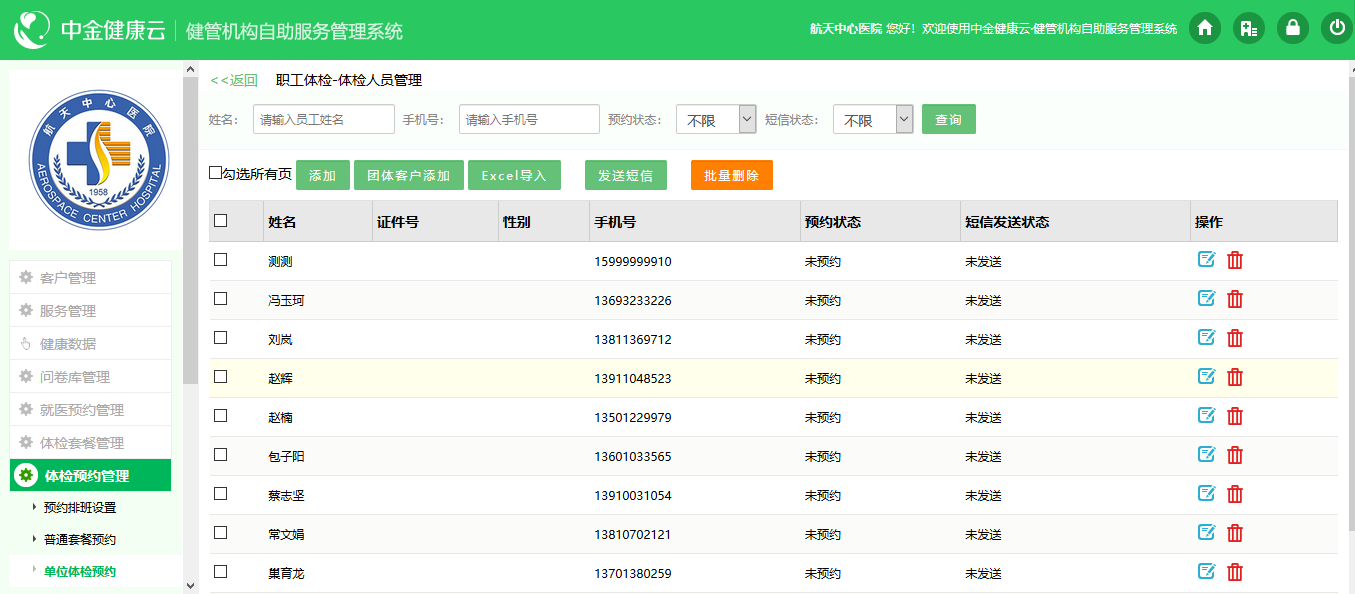 中金健康云 健管机构自助服务管理系统
航天中心医院 您好！欢迎使用中金健康云-健管机构自助服务管理系统
航天中心医院
1958
AEROSPACE CENTER HOSPITAL
客户管理
服务管理
健康数据
问卷库管理
就医预约管理
体检套餐管理
体检预约管理
预约排班设置
普通套餐预约
单位体检预约
<<返回 职工体检-体检人员管理
姓名： 请输入员工姓名 手机号： 请输入手机号 预约状态： 不限 短信状态： 不限 查询
勾选所有页 添加 团体客户添加 Excel导入 发送短信 批量删除
姓名 证件号 性别 手机号 预约状态 短信发送状态 操作
测测 15999999910 未预约 未发送
冯玉珂 13693233226 未预约 未发送
刘岚 13811369712 未预约 未发送
赵辉 13911048523 未预约 未发送
赵楠 13501229979 未预约 未发送
包子阳 13601033565 未预约 未发送
蔡志坚 13910031054 未预约 未发送
常文娟 13810702121 未预约 未发送
巢育龙 13701380259 未预约 未发送